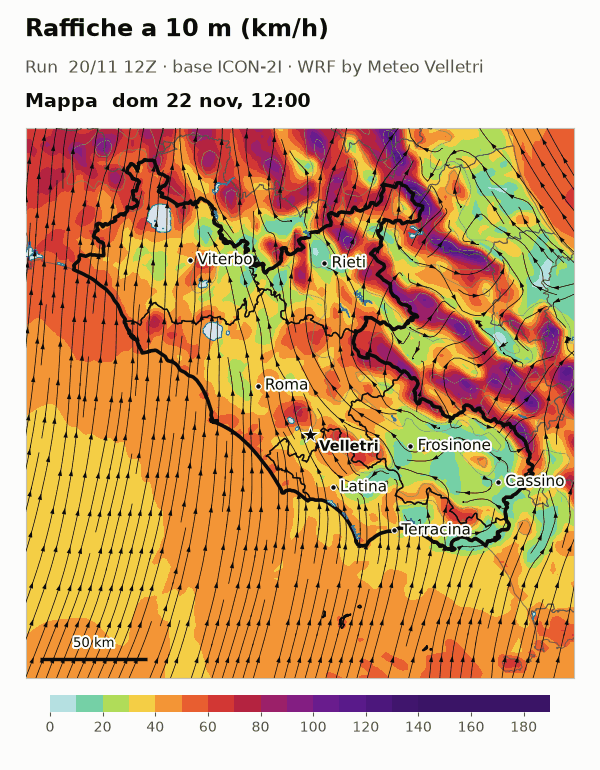 Raffiche a 10 m (km/h)
Run  20/11 12Z · base ICON-2I · WRF by Meteo Velletri
Mappa  dom 22 nov, 12:00
Viterbo
Rieti
Roma
Velletri
Frosinone
Cassino
Latina
Terracina
50 km
0 20 40 60 80 100 120 140 160 180